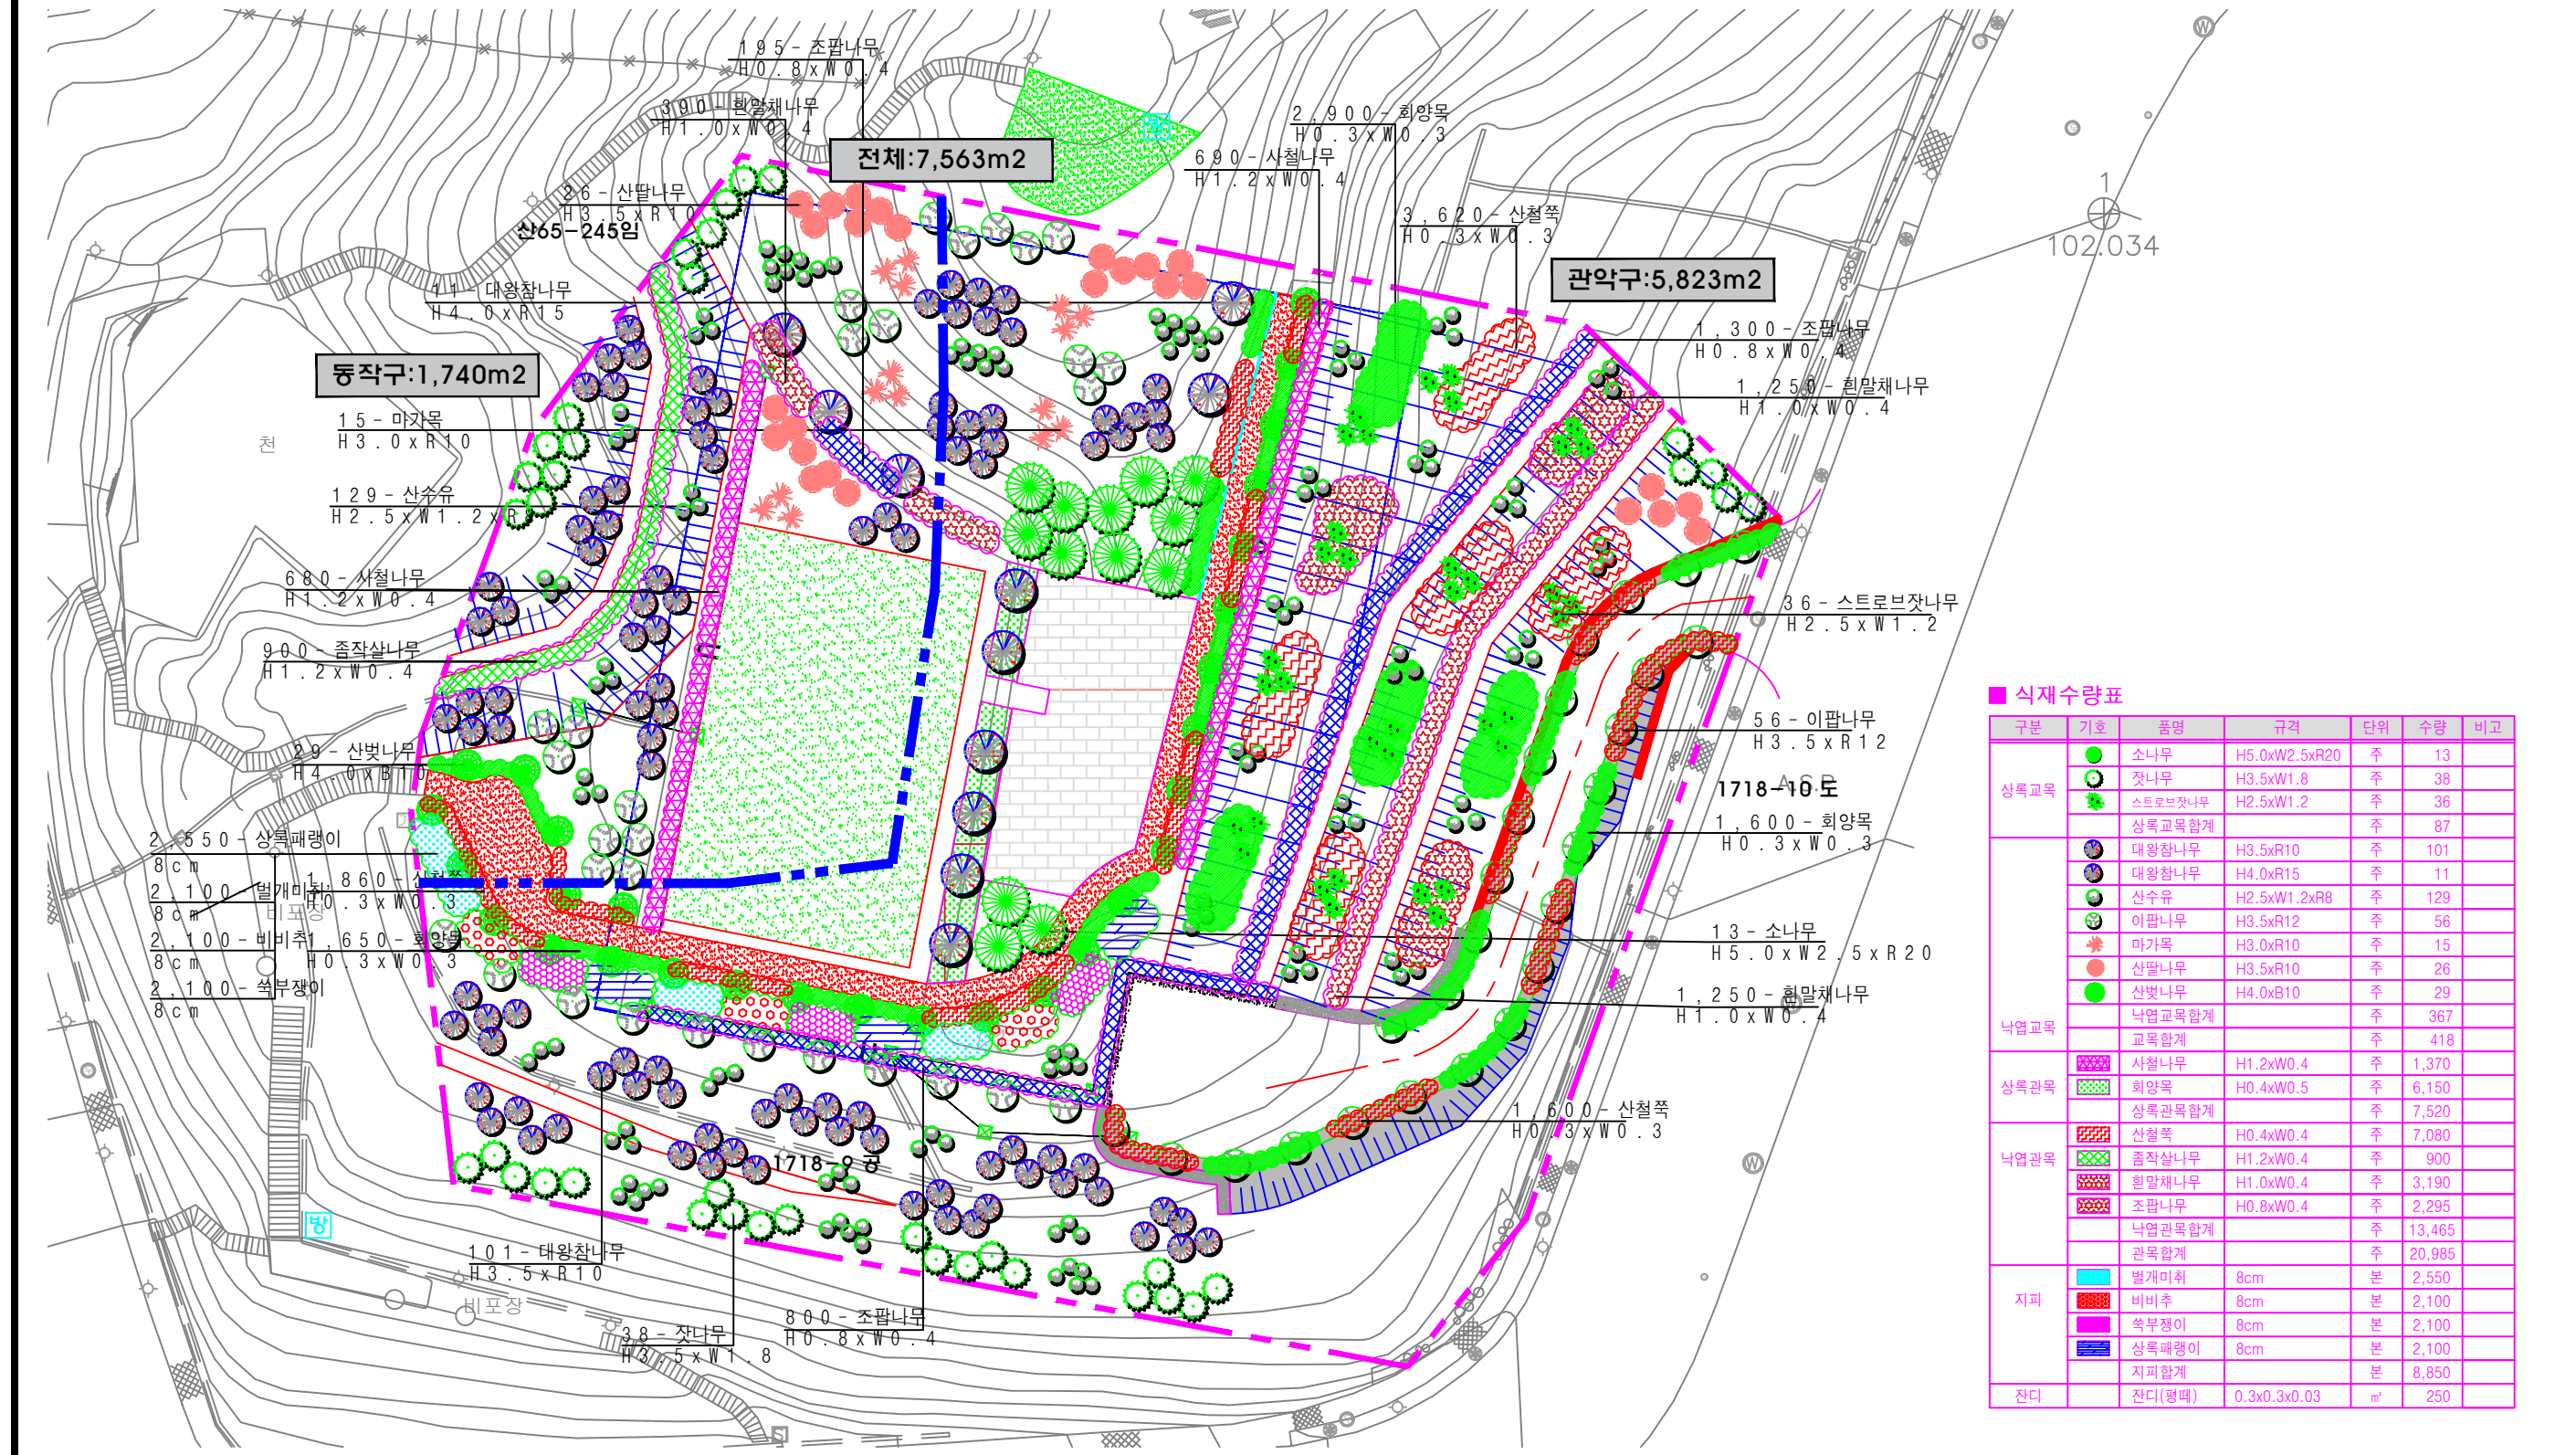 195-조팝나무
H0.8xW0.4
390-흰말채나무
H1.0xW0.4
전체:7,563m2
2,900-회양목
H0.3xW0.3
690-사철나무
H1.2xW0.4
26-산딸나무
H3.5xR10
산65-245임
3,620-산철쭉
H0.3xW0.3
1
102.034
관악구:5,823m2
11-대왕참나무
H4.0xR15
1,300-조팝나무
H0.8xW0.4
동작구:1,740m2
1,250-흰말채나무
H1.0xW0.4
15-마가목
H3.0xR10
천
129-산수유
H2.5xW1.2xR8
680-사철나무
H1.2xW0.4
36-스트로브잣나무
H2.5xW1.2
900-좀작살나무
H1.2xW0.4
56-이팝나무
H3.5xR12
29-산벚나무
H4.0xB10
A.S.P
1718-10 도
2,550-상록패랭이
8cm
1,600-회양목
H0.3xW0.3
2,100-벌개미취
8cm
1,860-산철쭉
H0.3xW0.3
비포장
2,100-비비추
8cm
1,650-회양목
H0.3xW0.3
2,100-쑥부쟁이
8cm
13-소나무
H5.0xW2.5xR20
1,250-흰말채나무
H1.0xW0.4
1,600-산철쭉
H0.3xW0.3
1718-9 공
방
101-대왕참나무
H3.5xR10
비포장
38-잣나무
H3.5xW1.8
800-조팝나무
H0.8xW0.4
■ 식재수량표
구분 기호 품명 규격 단위 수량 비고
상록교목 소나무 H5.0xW2.5xR20 주 13
잣나무 H3.5xW1.8 주 38
스트로브잣나무 H2.5xW1.2 주 36
상록교목합계 주 87
낙엽교목 대왕참나무 H3.5xR10 주 101
대왕참나무 H4.0xR15 주 11
산수유 H2.5xW1.2xR8 주 129
이팝나무 H3.5xR12 주 56
마가목 H3.0xR10 주 15
산딸나무 H3.5xR10 주 26
산벚나무 H4.0xB10 주 29
낙엽교목합계 주 367
교목합계 주 418
상록관목 사철나무 H1.2xW0.4 주 1,370
회양목 H0.4xW0.5 주 6,150
상록관목합계 주 7,520
낙엽관목 산철쭉 H0.4xW0.4 주 7,080
좀작살나무 H1.2xW0.4 주 900
흰말채나무 H1.0xW0.4 주 3,190
조팝나무 H0.8xW0.4 주 2,295
낙엽관목합계 주 13,465
관목합계 주 20,985
지피 벌개미취 8cm 본 2,550
비비추 8cm 본 2,100
쑥부쟁이 8cm 본 2,100
상록패랭이 8cm 본 2,100
지피합계 본 8,850
잔디 잔디(평떼) 0.3x0.3x0.03 ㎡ 250